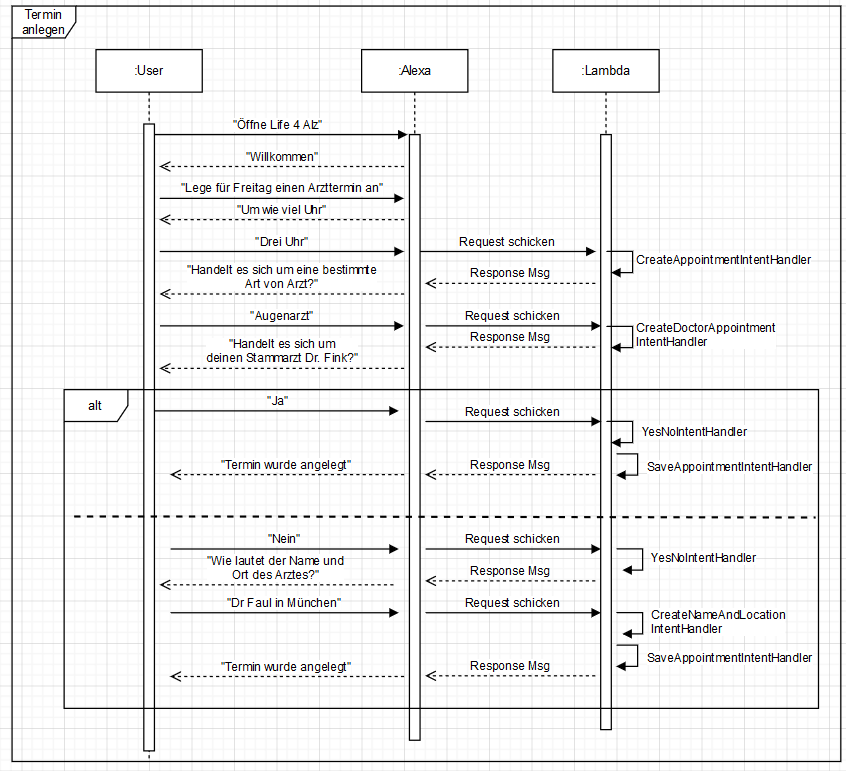 Termin
anlegen
:User
:Alexa
:Lambda
"Öffne Life 4 Alz"
"Willkommen"
"Lege für Freitag einen Arzttermin an"
"Um wie viel Uhr"
"Drei Uhr"
Request schicken
CreateAppointmentIntentHandler
"Handelt es sich um eine bestimmte
Art von Arzt?"
Response Msg
"Augenarzt"
Request schicken
CreateDoctorAppointment
IntentHandler
"Handelt es sich um
deinen Stammarzt Dr. Fink?"
Response Msg
alt
"Ja"
Request schicken
YesNoIntentHandler
"Termin wurde angelegt"
Response Msg
SaveAppointmentIntentHandler
"Nein"
Request schicken
YesNoIntentHandler
"Wie lautet der Name und
Ort des Arztes?"
Response Msg
"Dr Faul in München"
Request schicken
CreateNameAndLocation
IntentHandler
"Termin wurde angelegt"
Response Msg
SaveAppointmentIntentHandler